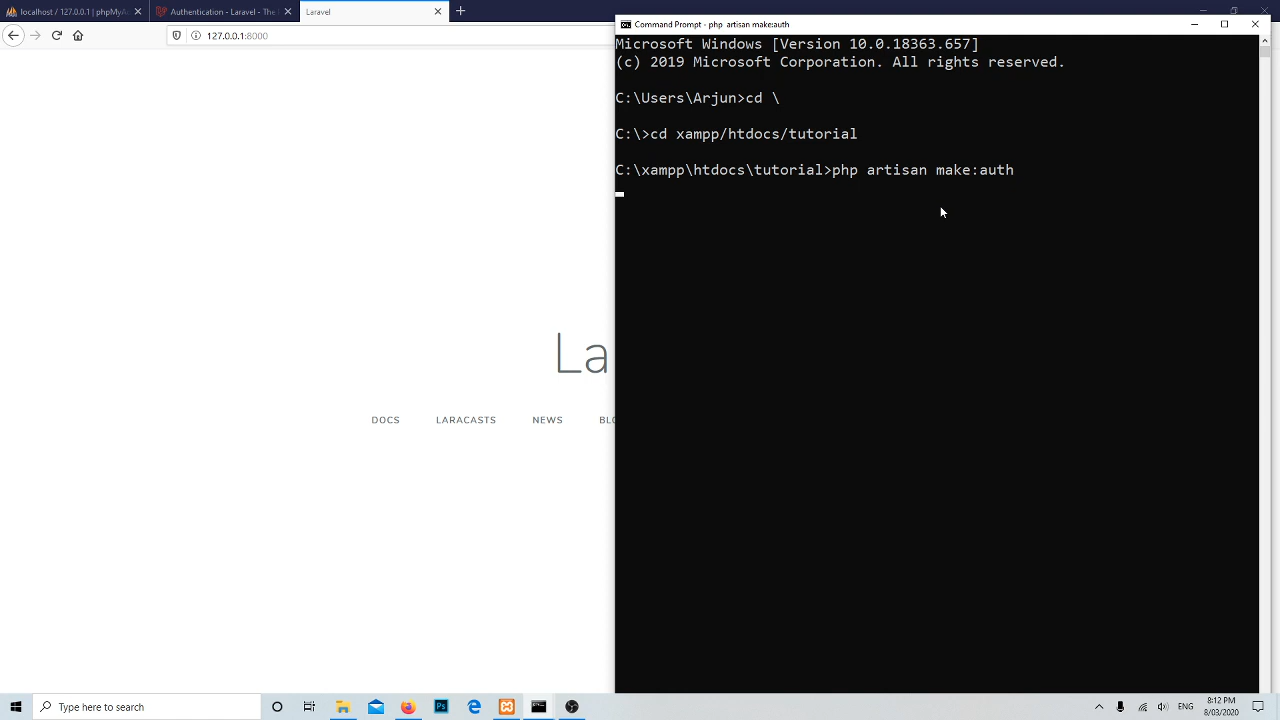 localhost / 127.0.0.1 | phpMyA
Authentication - Laravel - The
Laravel
127.0.0.1:8000
Command Prompt - php artisan make:auth
Microsoft Windows [Version 10.0.18363.657]
(c) 2019 Microsoft Corporation. All rights reserved.
C:\Users\Arjun>cd \
C:\>cd xampp/htdocs/tutorial
C:\xampp\htdocs\tutorial>php artisan make:auth
La
DOCS
LARACASTS
NEWS
BLO
Type here to search
Ps
ENG
8:12 PM
8/03/2020